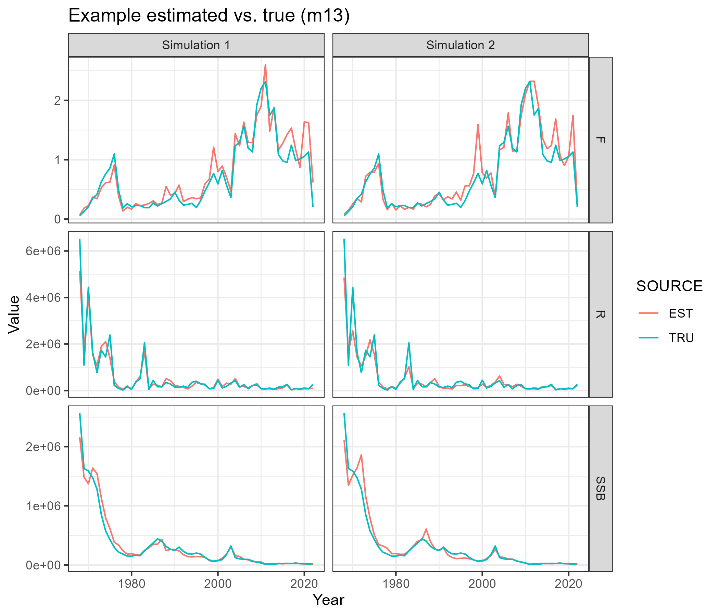 Example estimated vs. true (m13)
Simulation 1
Simulation 2
2
1
0
F
6e+06
4e+06
2e+06
0e+00
R
Value
2e+06
1e+06
0e+00
SSB
1980
2000
2020
1980
2000
2020
Year
SOURCE
EST
TRU